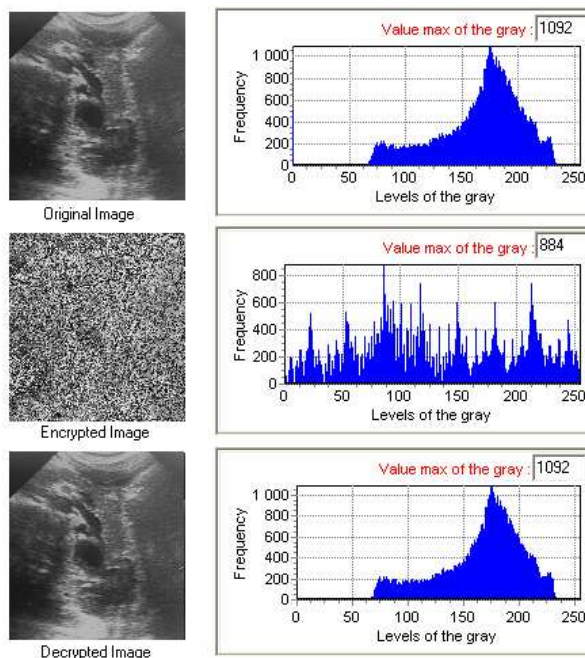 Value max of the gray : 1092
Frequency
1 000
800
600
400
200
0
0 50 100 150 200 250
Levels of the gray
Original Image
Value max of the gray : 884
Frequency
800
600
400
200
0
0 50 100 150 200 250
Levels of the gray
Encrypted Image
Value max of the gray : 1092
Frequency
1 000
800
600
400
200
0
0 50 100 150 200 250
Levels of the gray
Decrypted Image